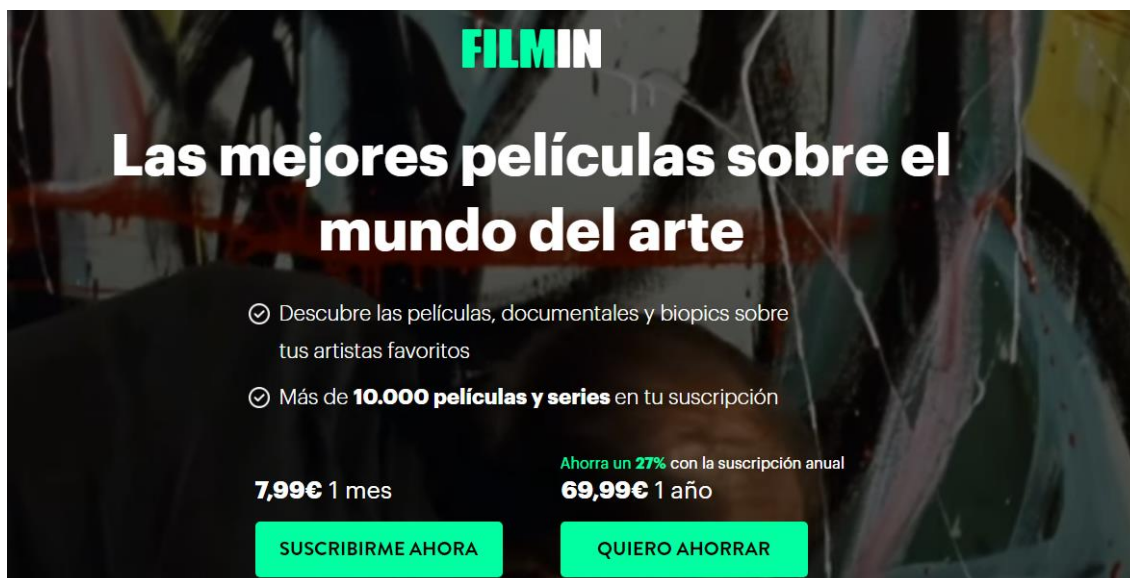 FILMIN
Las mejores películas sobre el
mundo del arte
Descubre las películas, documentales y biopics sobre
tus artistas favoritos
Más de 10.000 películas y series en tu suscripción
7,99€ 1 mes
Ahorra un 27% con la suscripción anual
69,99€ 1 año
SUSCRIBIRME AHORA
QUIERO AHORRAR